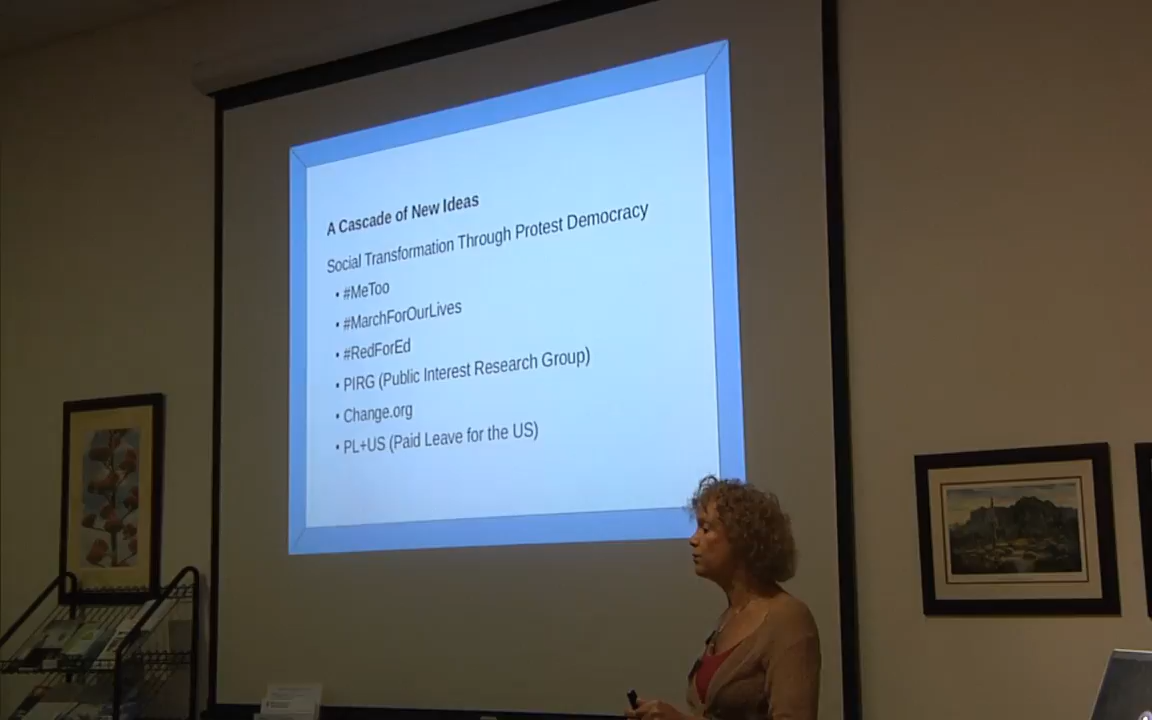 A Cascade of New Ideas
Social Transformation Through Protest Democracy
• #MeToo
• #MarchForOurLives
• #RedForEd
• PIRG (Public Interest Research Group)
• Change.org
• PL+US (Paid Leave for the US)